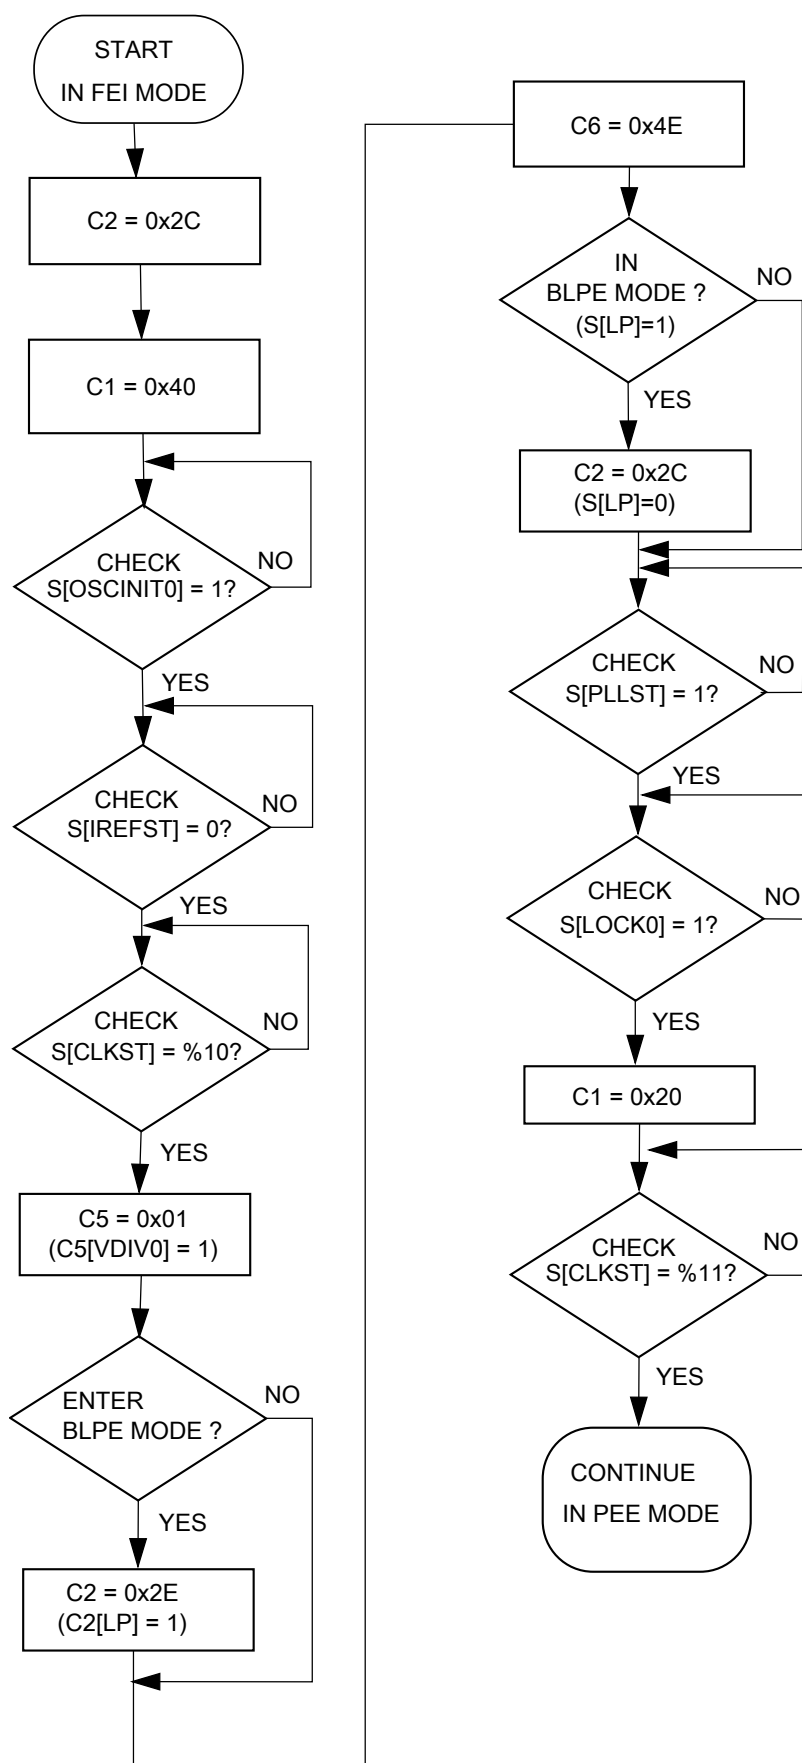 START
IN FEI MODE
C2 = 0x2C
C1 = 0x40
CHECK
S[OSCINIT0] = 1?
NO
YES
CHECK
S[IREFST] = 0?
NO
YES
CHECK
S[CLKST] = %10?
NO
YES
C5 = 0x01
(C5[VDIV0] = 1)
ENTER
BLPE MODE ?
NO
YES
C2 = 0x2E
(C2[LP] = 1)
C6 = 0x4E
IN
BLPE MODE ?
(S[LP]=1)
NO
YES
C2 = 0x2C
(S[LP]=0)
CHECK
S[PLLST] = 1?
NO
YES
CHECK
S[LOCK0] = 1?
NO
YES
C1 = 0x20
CHECK
S[CLKST] = %11?
NO
YES
CONTINUE
IN PEE MODE